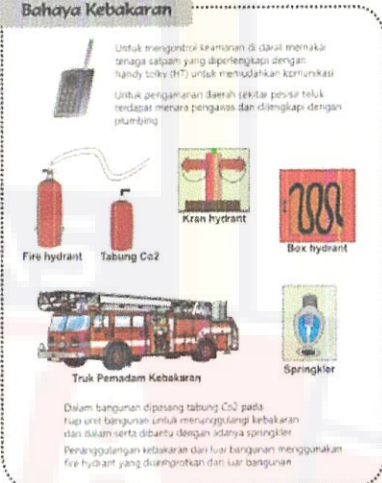 Bahaya Kebakaran
Untuk mengontrol keamanan di darat memakai
tenaga satpam yang diperlengkapi dengan
handy talky (HT) untuk memudahkan komunikasi
Untuk pengamanan daerah sekitar pesisir teluk
terdapat menara pengawas dan dilengkapi dengan
plumbing
Kran hydrant
Box hydrant
Fire hydrant
Tabung Co2
Springkler
Truk Pemadam Kebakaran
Dalam bangunan dipasang tabung Co2 pada
tiap unit bangunan untuk menanggulangi kebakaran
dari dalam serta dibantu dengan adanya springkler
Penanggulangan kebakaran dari luar bangunan menggunakan
fire hydrant yang disemprotkan dari luar bangunan